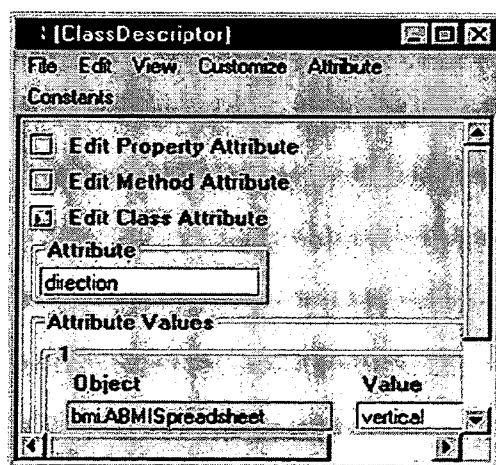 : [ClassDescriptor]
File Edit View Customize Attribute
Constants
Edit Property Attribute
Edit Method Attribute
Edit Class Attribute
Attribute
direction
Attribute Values
1
Object Value
bmi.ABMISpreadsheet vertical